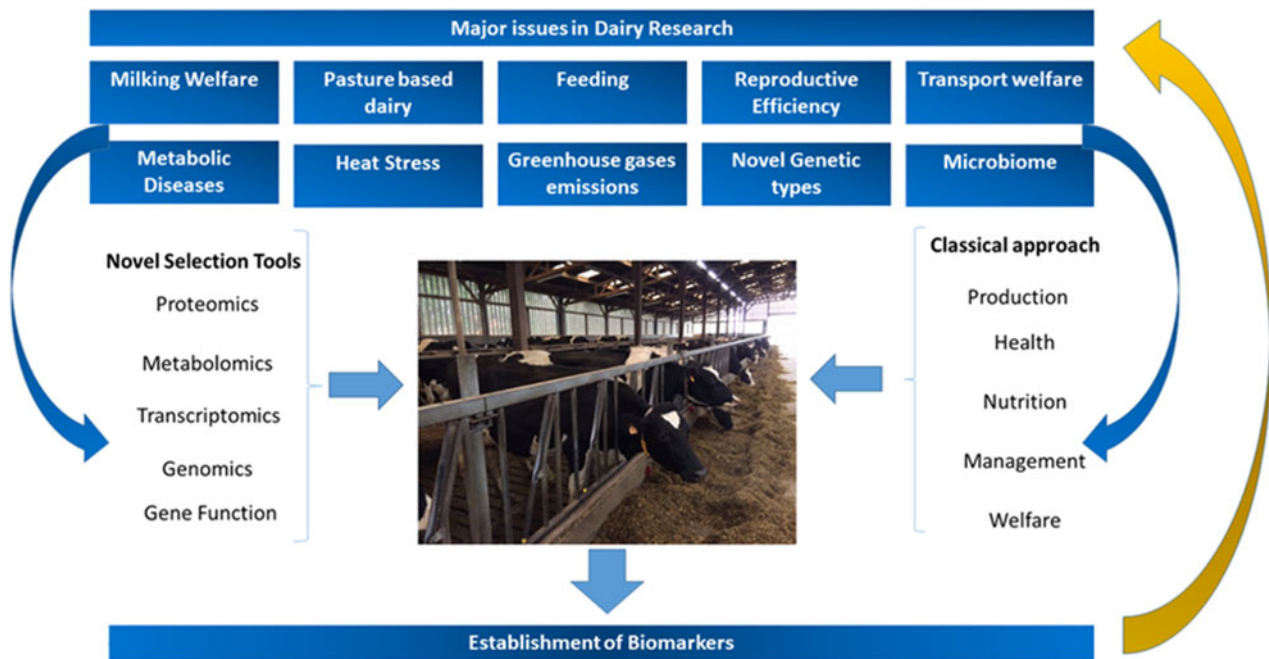 Major issues in Dairy Research
Milking Welfare
Pasture based
dairy
Feeding
Reproductive
Efficiency
Transport welfare
Metabolic
Diseases
Heat Stress
Greenhouse gases
emissions
Novel Genetic
types
Microbiome
Novel Selection Tools
Proteomics
Metabolomics
Transcriptomics
Genomics
Gene Function
Classical approach
Production
Health
Nutrition
Management
Welfare
Establishment of Biomarkers